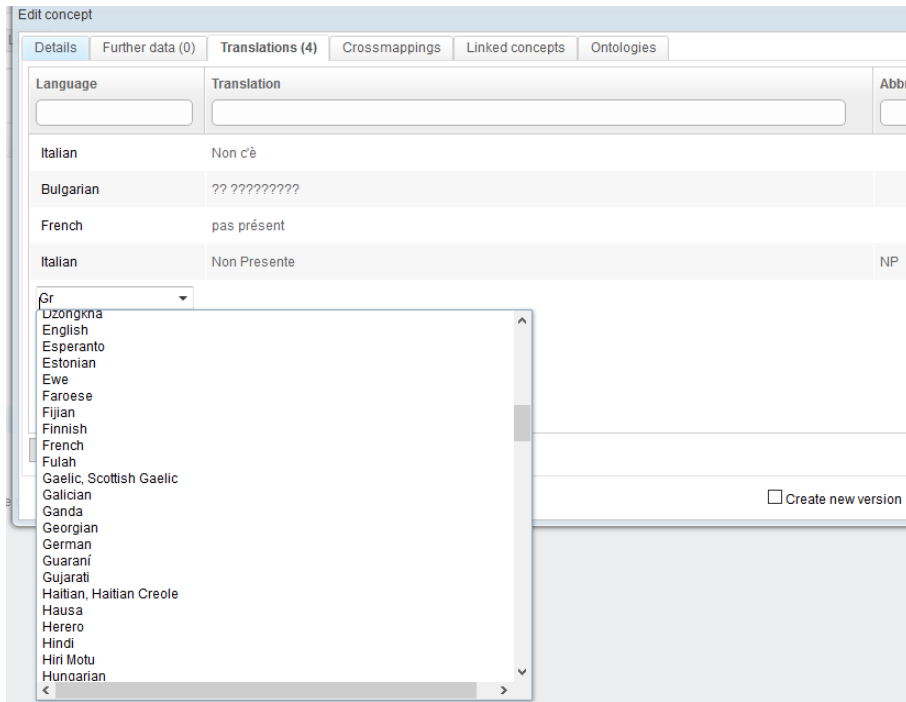 Edit concept
Details Further data (0) Translations (4) Crossmappings Linked concepts Ontologies
Language Translation Abb
Italian Non c'è
Bulgarian ?? ?????????
French pas présent
Italian Non Presente NP
Gr
Dzongkha
English
Esperanto
Estonian
Ewe
Faroese
Fijian
Finnish
French
Fulah
Gaelic, Scottish Gaelic
Galician
Ganda
Georgian
German
Guaraní
Gujarati
Haitian, Haitian Creole
Hausa
Herero
Hindi
Hiri Motu
Hungarian
Create new version